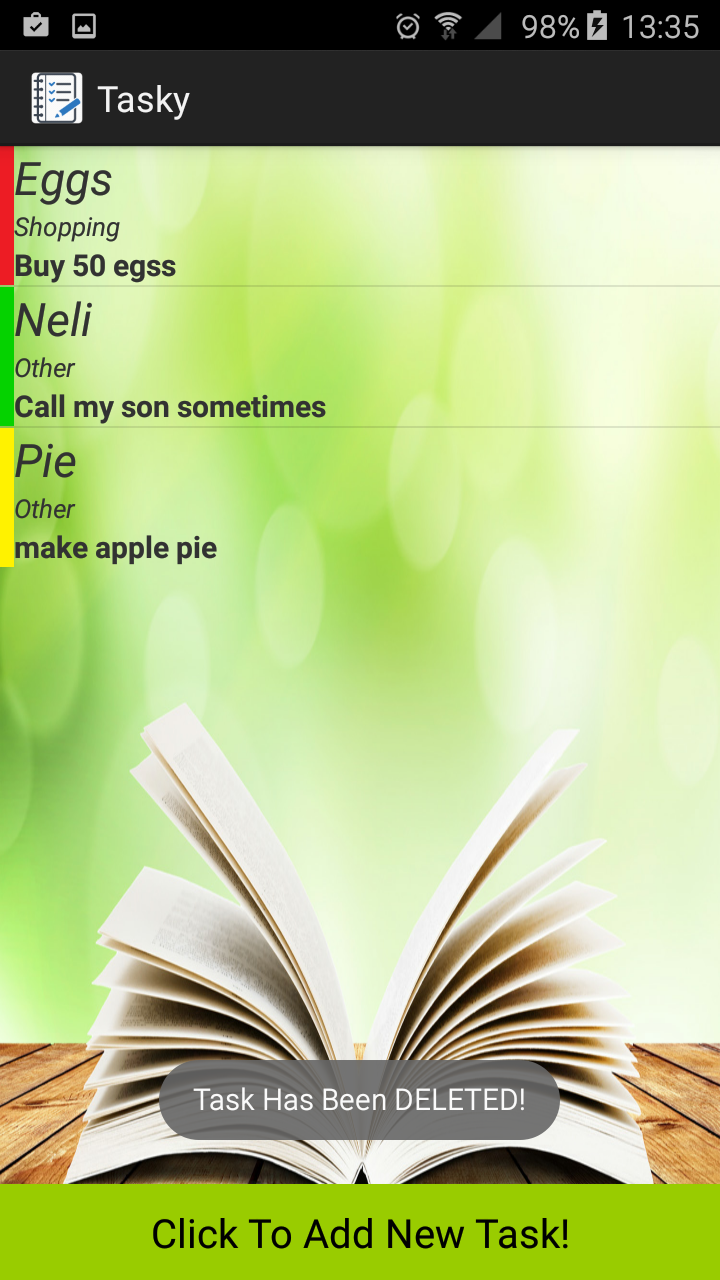 98% 13:35
Tasky
Eggs
Shopping
Buy 50 egss
Neli
Other
Call my son sometimes
Pie
Other
make apple pie
Task Has Been DELETED!
Click To Add New Task!